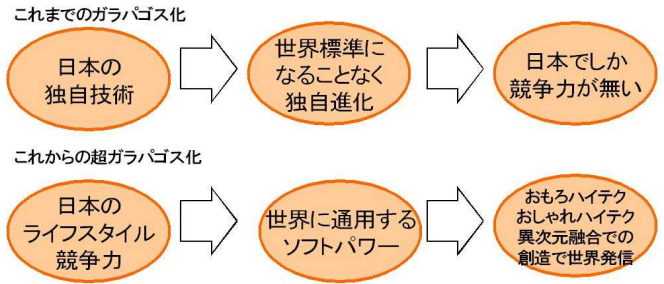 これまでのガラパゴス化
日本の
独自技術
世界標準に
なることなく
独自進化
日本でしか
競争力が無い
これからの超ガラパゴス化
日本の
ライフスタイル
競争力
世界に通用する
ソフトパワー
おもろハイテク
おしゃれハイテク
異次元融合での
創造で世界発信